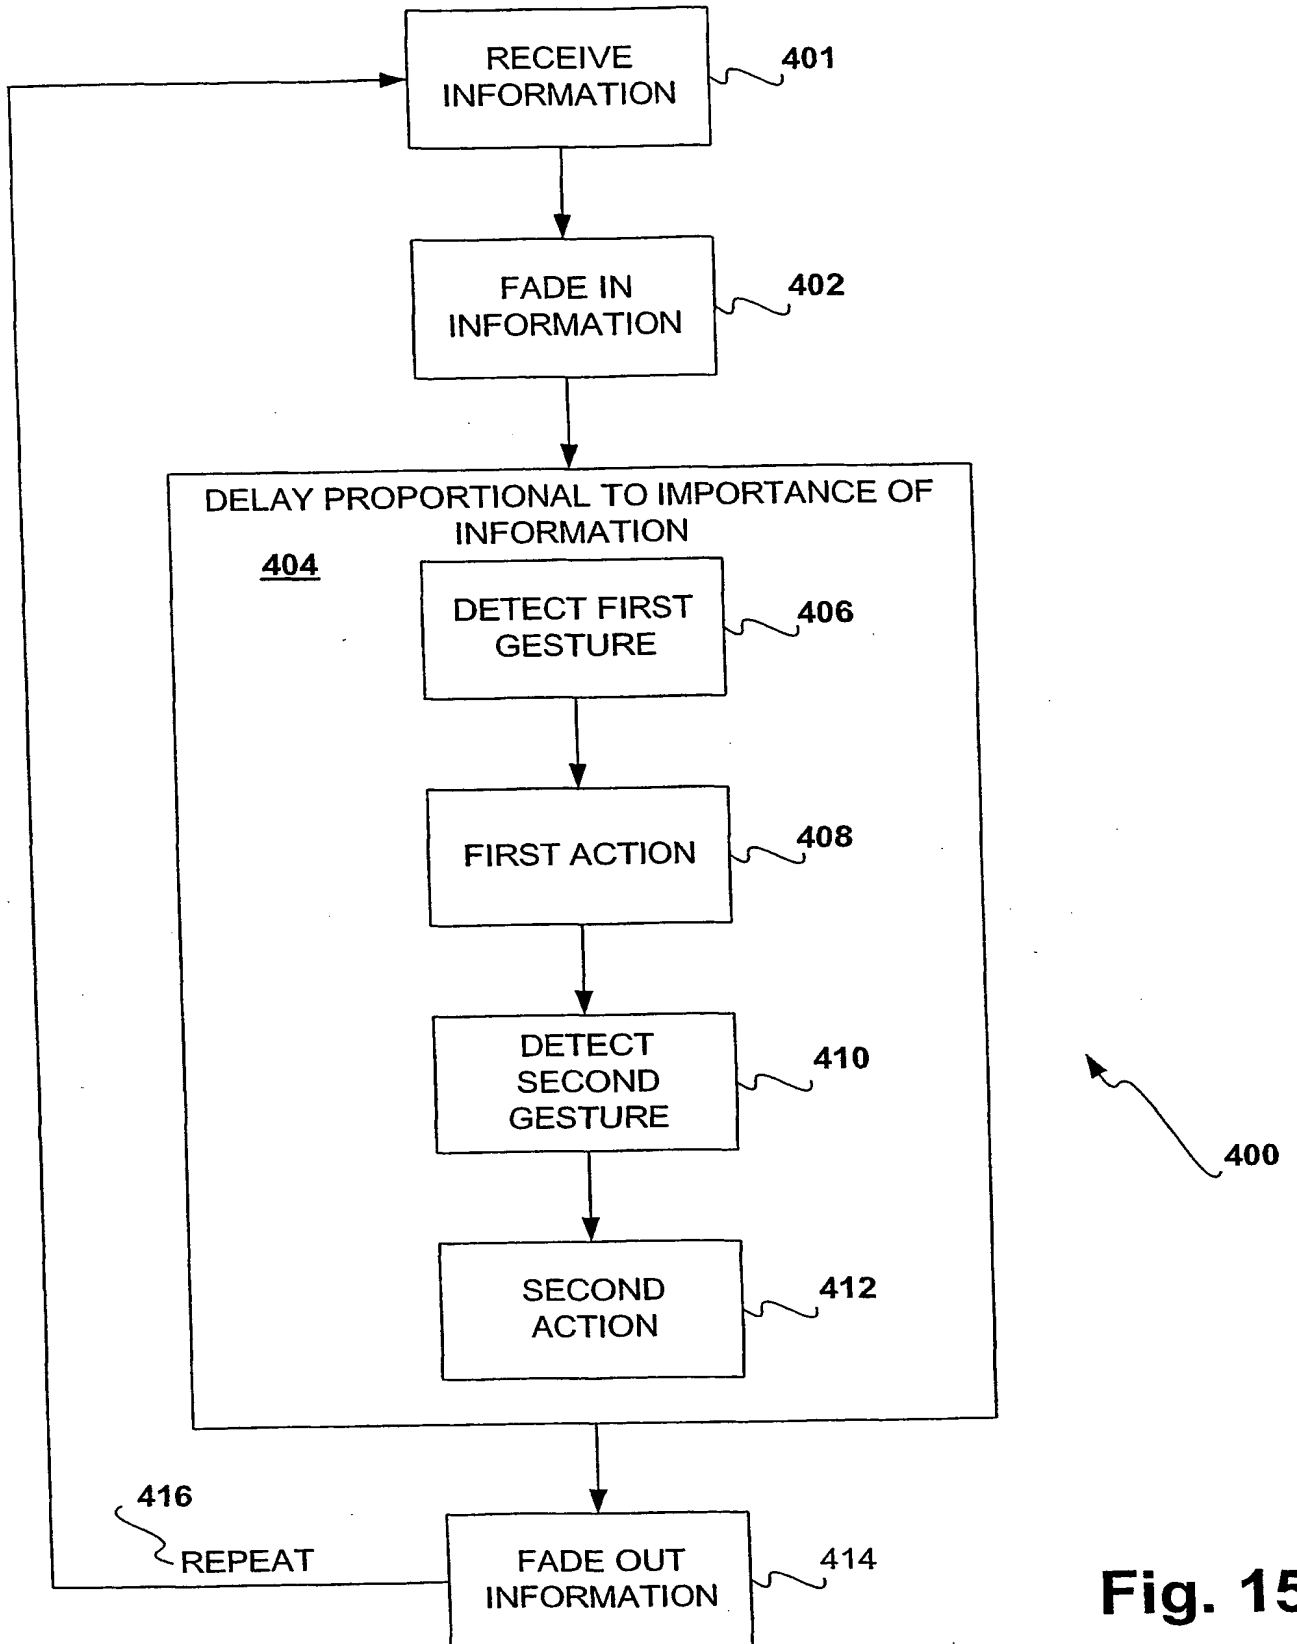 RECEIVE
INFORMATION
401
FADE IN
INFORMATION
402
DELAY PROPORTIONAL TO IMPORTANCE OF
INFORMATION
404
DETECT FIRST
GESTURE
406
FIRST ACTION
408
DETECT
SECOND
GESTURE
410
400
SECOND
ACTION
412
416
REPEAT
FADE OUT
INFORMATION
414
Fig. 15